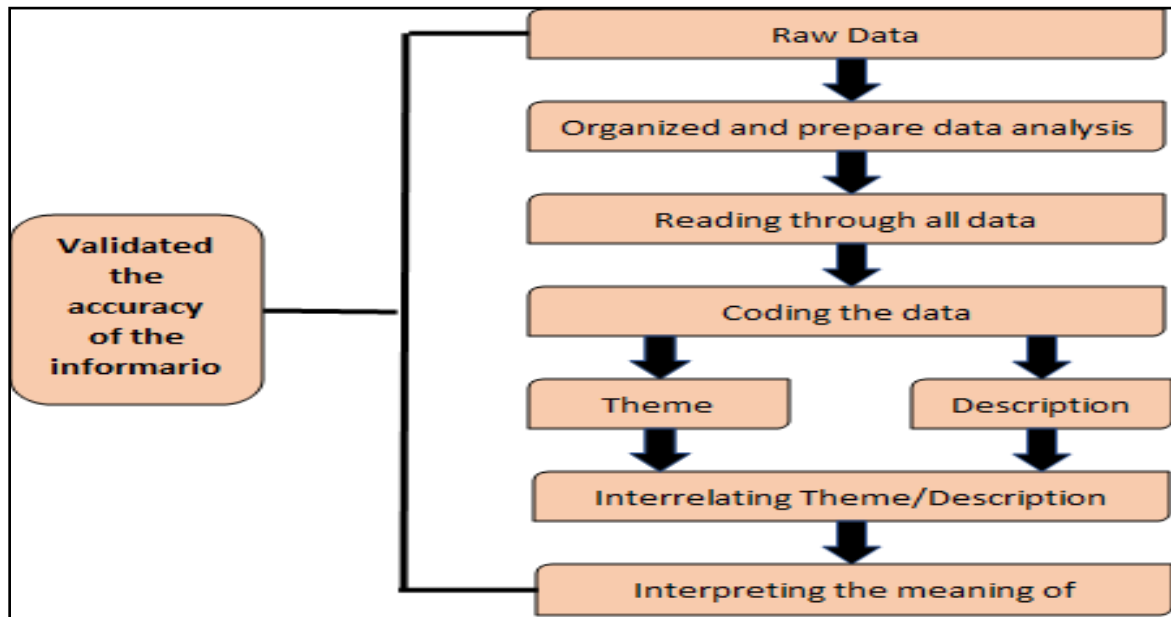 Raw Data
Organized and prepare data analysis
Reading through all data
Validated
the
accuracy
of the
informario
Coding the data
Theme
Description
Interrelating Theme/Description
Interpreting the meaning of